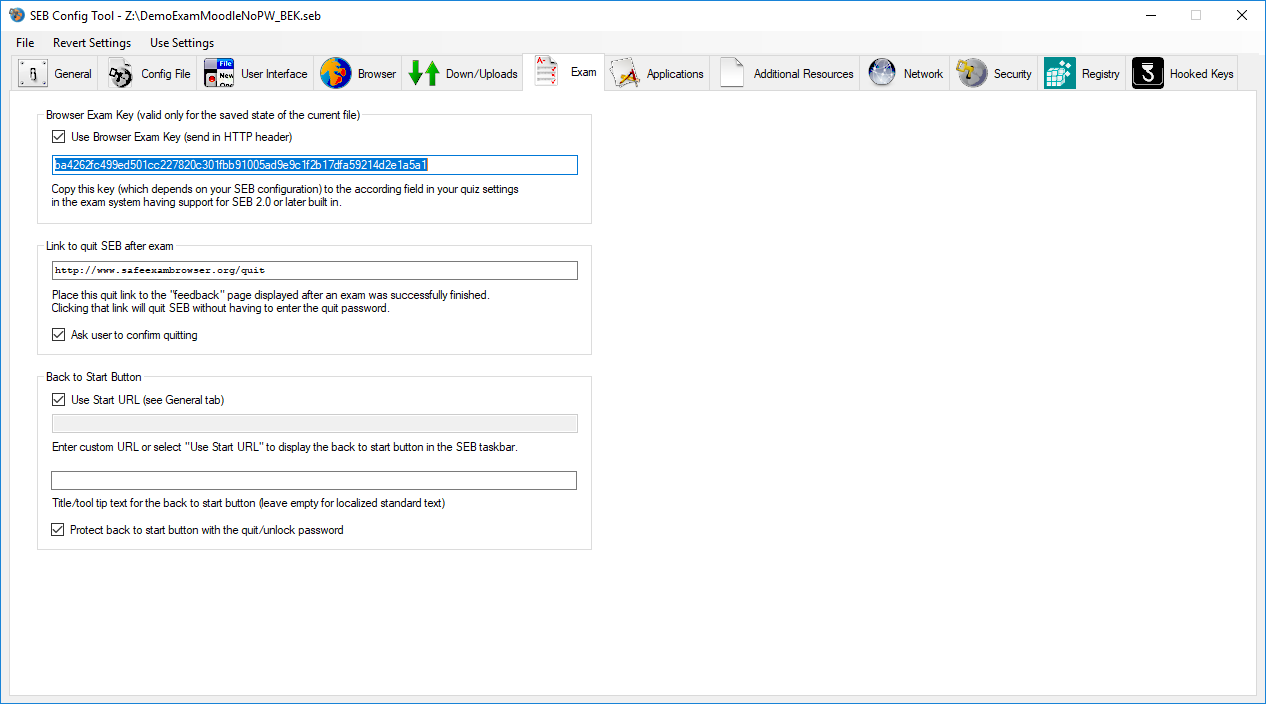 SEB Config Tool - Z:\DemoExamMoodleNoPW_BEK.seb
File Revert Settings Use Settings
General Config File File New One User Interface Browser Down/Uploads A- Exam Applications Additional Resources Network Security Registry Hooked Keys
Browser Exam Key (valid only for the saved state of the current file)
Use Browser Exam Key (send in HTTP header)
ba4262fc499ed501cc227820c301fbb91005ad9e9c1f2b17dfa59214d2e1a5a1
Copy this key (which depends on your SEB configuration) to the according field in your quiz settings
in the exam system having support for SEB 2.0 or later built in.
Link to quit SEB after exam
http://www.safeexambrowser.org/quit
Place this quit link to the "feedback" page displayed after an exam was successfully finished.
Clicking that link will quit SEB without having to enter the quit password.
Ask user to confirm quitting
Back to Start Button
Use Start URL (see General tab)
Enter custom URL or select "Use Start URL" to display the back to start button in the SEB taskbar.
Title/tool tip text for the back to start button (leave empty for localized standard text)
Protect back to start button with the quit/unlock password